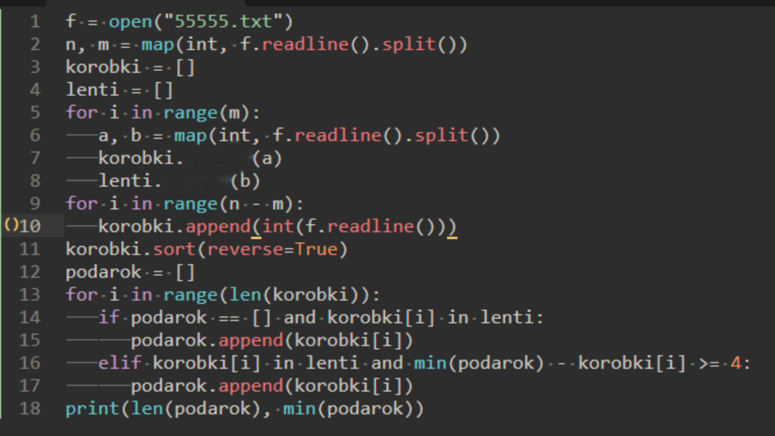 1 f = open("55555.txt")
2 n, m = map(int, f.readline().split())
3 korobki = []
4 lenti = []
5 for i in range(m):
6 a, b = map(int, f.readline().split())
7 korobki. (a)
8 lenti. (b)
9 for i in range(n - m):
10 korobki.append(int(f.readline()))
11 korobki.sort(reverse=True)
12 podarok = []
13 for i in range(len(korobki)):
14 if podarok == [] and korobki[i] in lenti:
15 podarok.append(korobki[i])
16 elif korobki[i] in lenti and min(podarok) - korobki[i] >= 4:
17 podarok.append(korobki[i])
18 print(len(podarok), min(podarok))